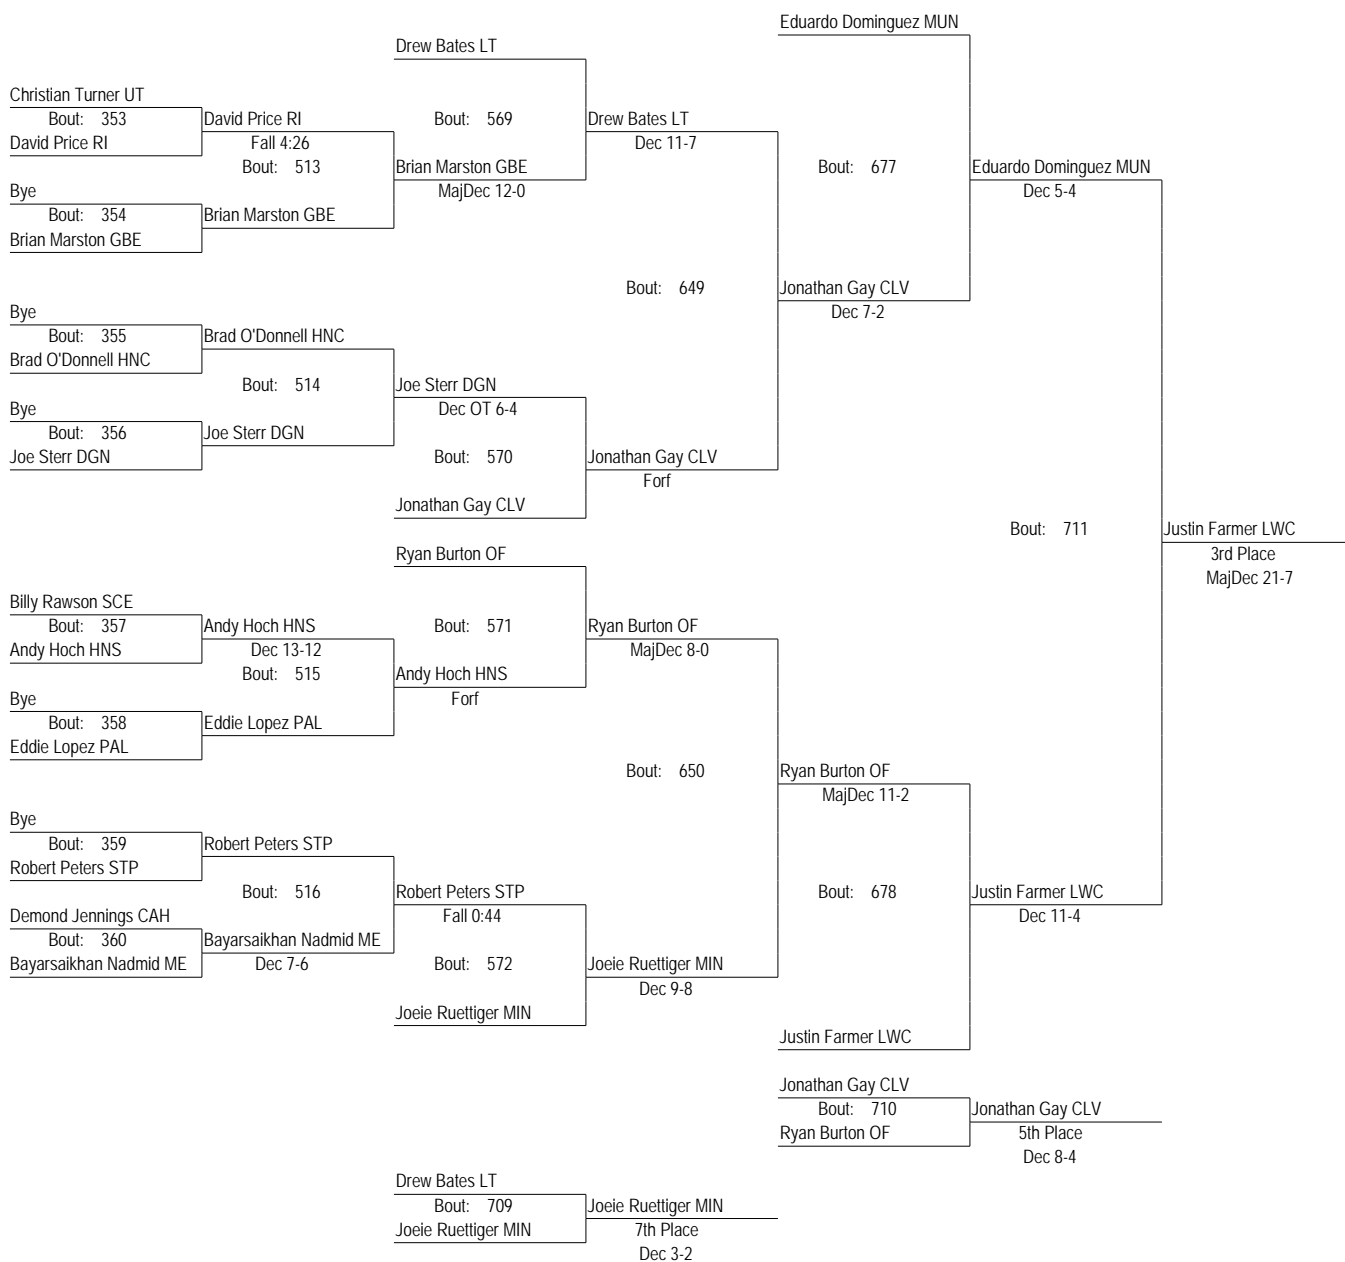 Eduardo Dominguez MUN
Drew Bates LT
Christian Turner UT
Bout: 353
David Price RI
David Price RI
Fall 4:26
Bout: 513
Bout: 569
Drew Bates LT
Dec 11-7
Brian Marston GBE
MajDec 12-0
Bout: 677
Eduardo Dominguez MUN
Dec 5-4
Bye
Bout: 354
Brian Marston GBE
Brian Marston GBE
Bout: 649
Jonathan Gay CLV
Dec 7-2
Bye
Bout: 355
Brad O'Donnell HNC
Brad O'Donnell HNC
Bout: 514
Joe Sterr DGN
Dec OT 6-4
Bye
Bout: 356
Joe Sterr DGN
Joe Sterr DGN
Bout: 570
Jonathan Gay CLV
Forf
Jonathan Gay CLV
Bout: 711
Justin Farmer LWC
3rd Place
MajDec 21-7
Ryan Burton OF
Billy Rawson SCE
Bout: 357
Andy Hoch HNS
Andy Hoch HNS
Dec 13-12
Bout: 515
Bout: 571
Ryan Burton OF
MajDec 8-0
Andy Hoch HNS
Forf
Bye
Bout: 358
Eddie Lopez PAL
Eddie Lopez PAL
Bout: 650
Ryan Burton OF
MajDec 11-2
Bye
Bout: 359
Robert Peters STP
Robert Peters STP
Bout: 516
Robert Peters STP
Fall 0:44
Bout: 678
Justin Farmer LWC
Dec 11-4
Demond Jennings CAH
Bout: 360
Bayarsaikhan Nadmid ME
Bayarsaikhan Nadmid ME
Dec 7-6
Bout: 572
Joeie Ruettiger MIN
Dec 9-8
Joeie Ruettiger MIN
Justin Farmer LWC
Jonathan Gay CLV
Bout: 710
Ryan Burton OF
Jonathan Gay CLV
5th Place
Dec 8-4
Drew Bates LT
Bout: 709
Joeie Ruettiger MIN
Joeie Ruettiger MIN
7th Place
Dec 3-2